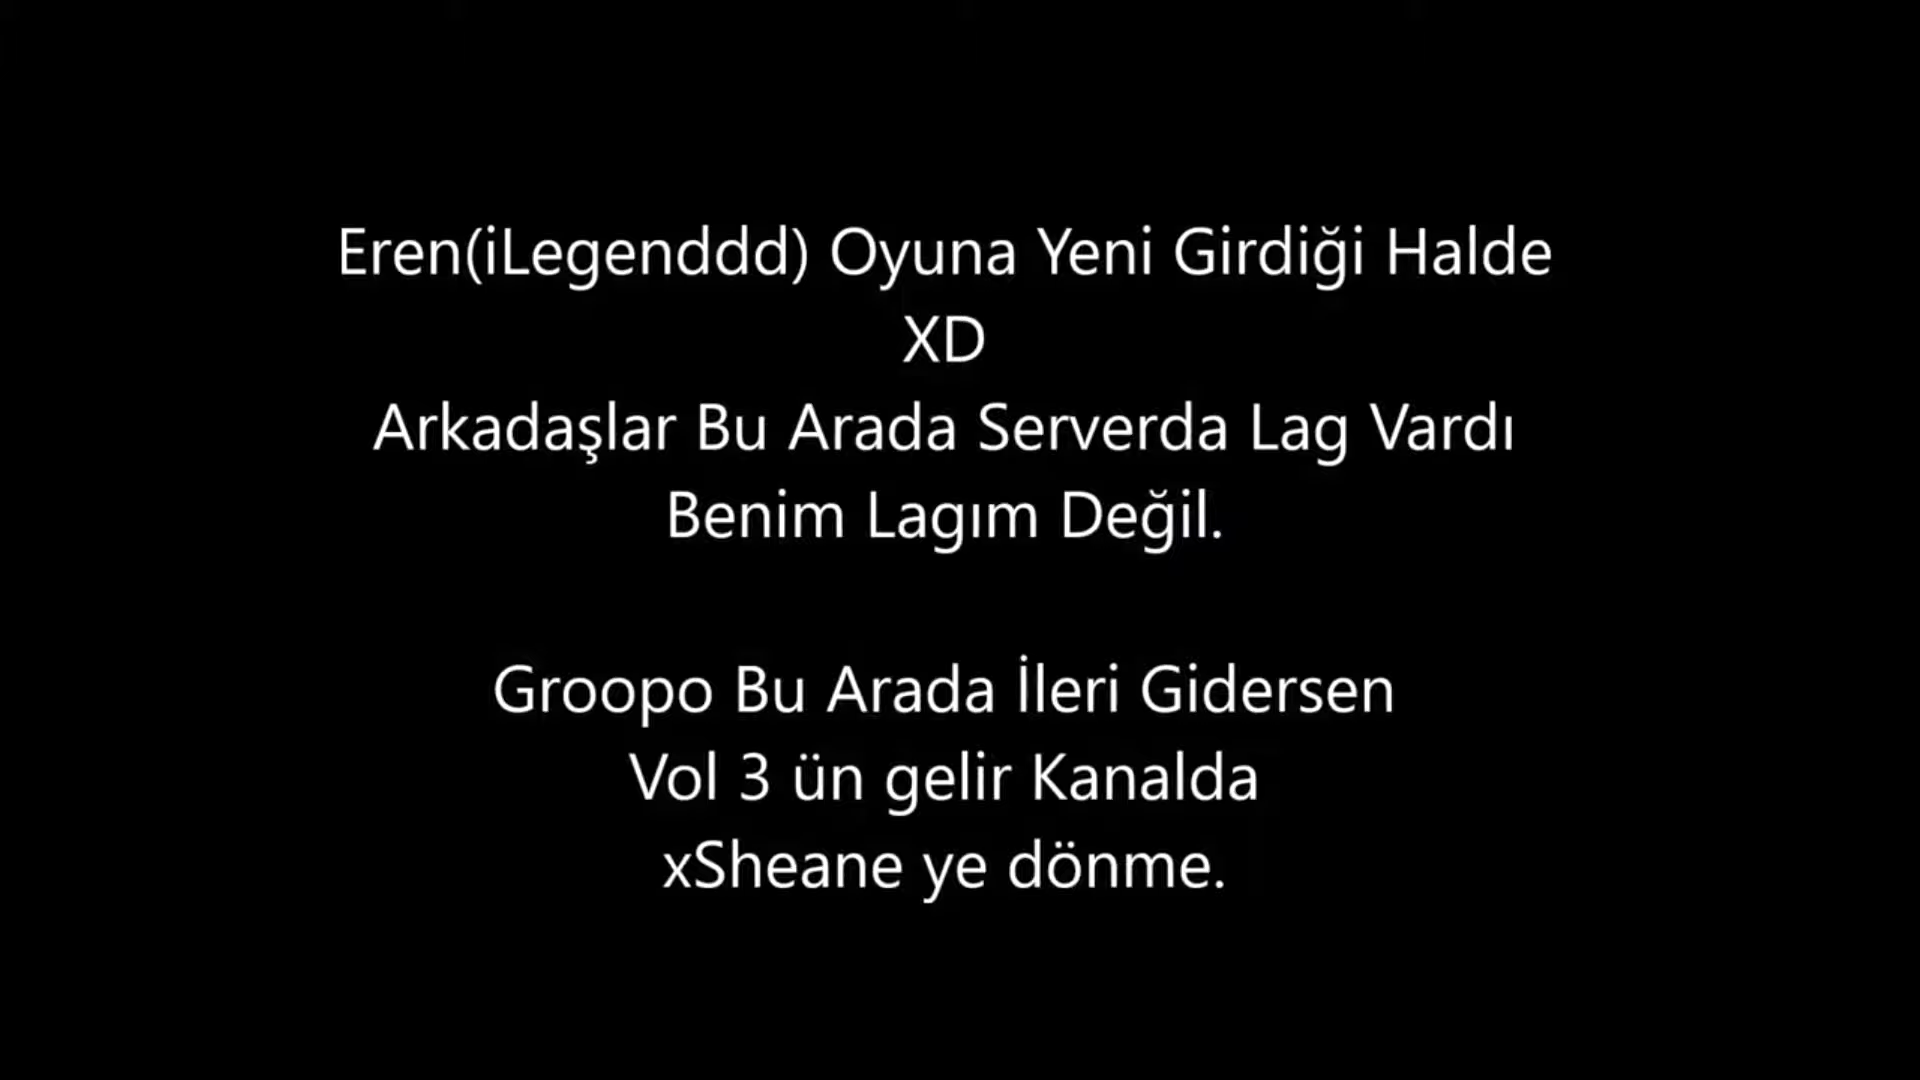 Eren(iLegenddd) Oyuna Yeni Girdiği Halde
XD
Arkadaşlar Bu Arada Serverda Lag Vardı
Benim Lagım Değil.
Groopo Bu Arada İleri Gidersen
Vol 3 ün gelir Kanalda
xSheane ye dönme.